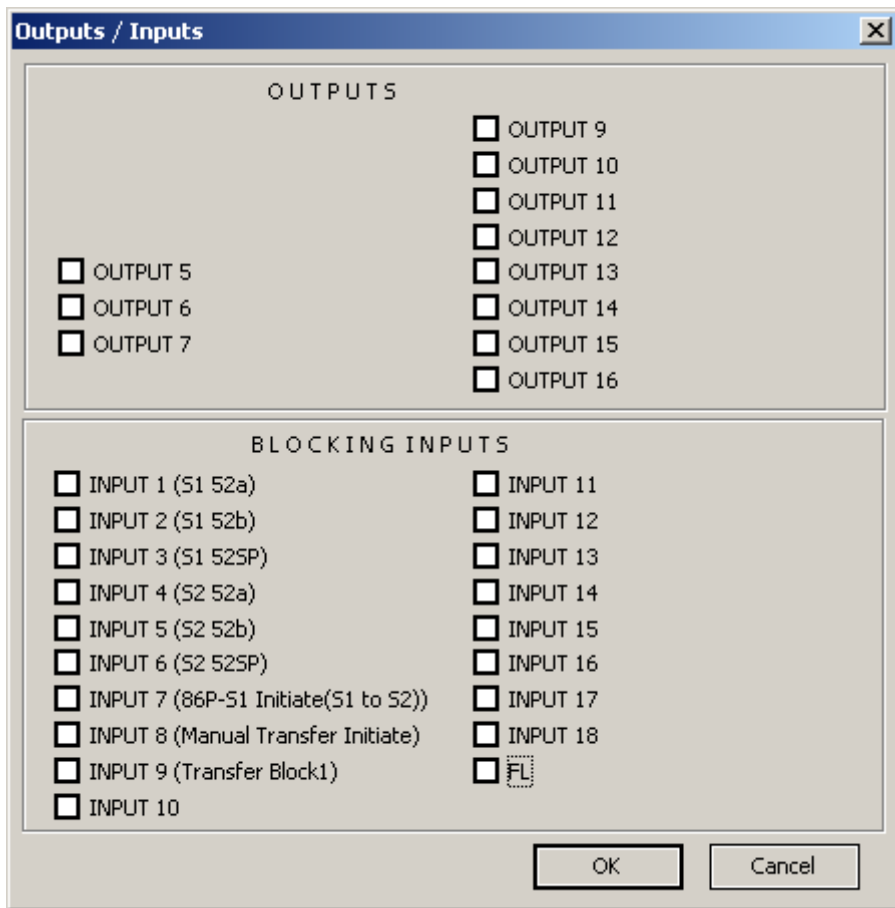 Outputs / Inputs
OUTPUTS
OUTPUT 5
OUTPUT 6
OUTPUT 7
OUTPUT 9
OUTPUT 10
OUTPUT 11
OUTPUT 12
OUTPUT 13
OUTPUT 14
OUTPUT 15
OUTPUT 16
BLOCKING INPUTS
INPUT 1 (S1 52a)
INPUT 2 (S1 52b)
INPUT 3 (S1 52SP)
INPUT 4 (S2 52a)
INPUT 5 (S2 52b)
INPUT 6 (S2 52SP)
INPUT 7 (86P-S1 Initiate(S1 to S2))
INPUT 8 (Manual Transfer Initiate)
INPUT 9 (Transfer Block1)
INPUT 10
INPUT 11
INPUT 12
INPUT 13
INPUT 14
INPUT 15
INPUT 16
INPUT 17
INPUT 18
FL
OK
Cancel